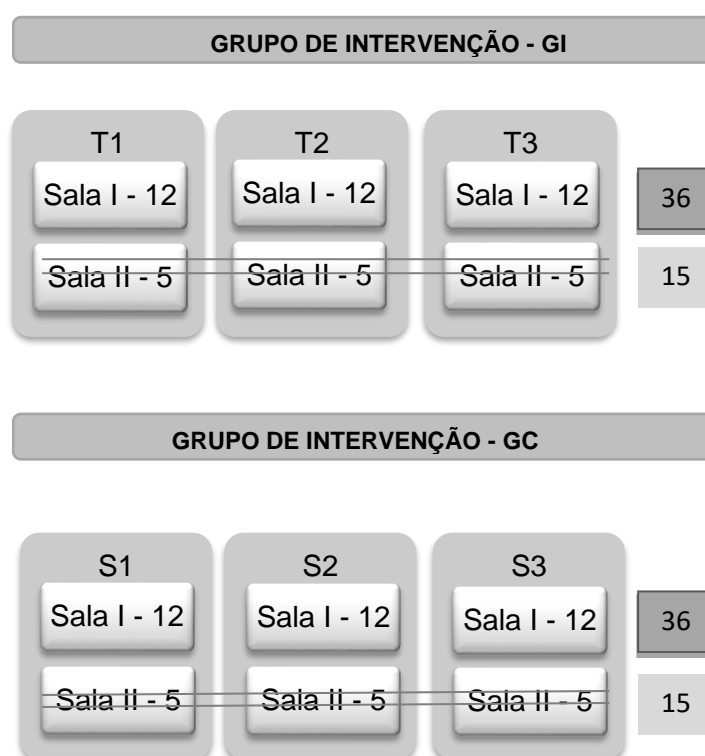 GRUPO DE INTERVENÇÃO - GI
T1 T2 T3
Sala I - 12 Sala I - 12 Sala I - 12 36
Sala II - 5 Sala II - 5 Sala II - 5 15
GRUPO DE INTERVENÇÃO - GC
S1 S2 S3
Sala I - 12 Sala I - 12 Sala I - 12 36
Sala II - 5 Sala II - 5 Sala II - 5 15